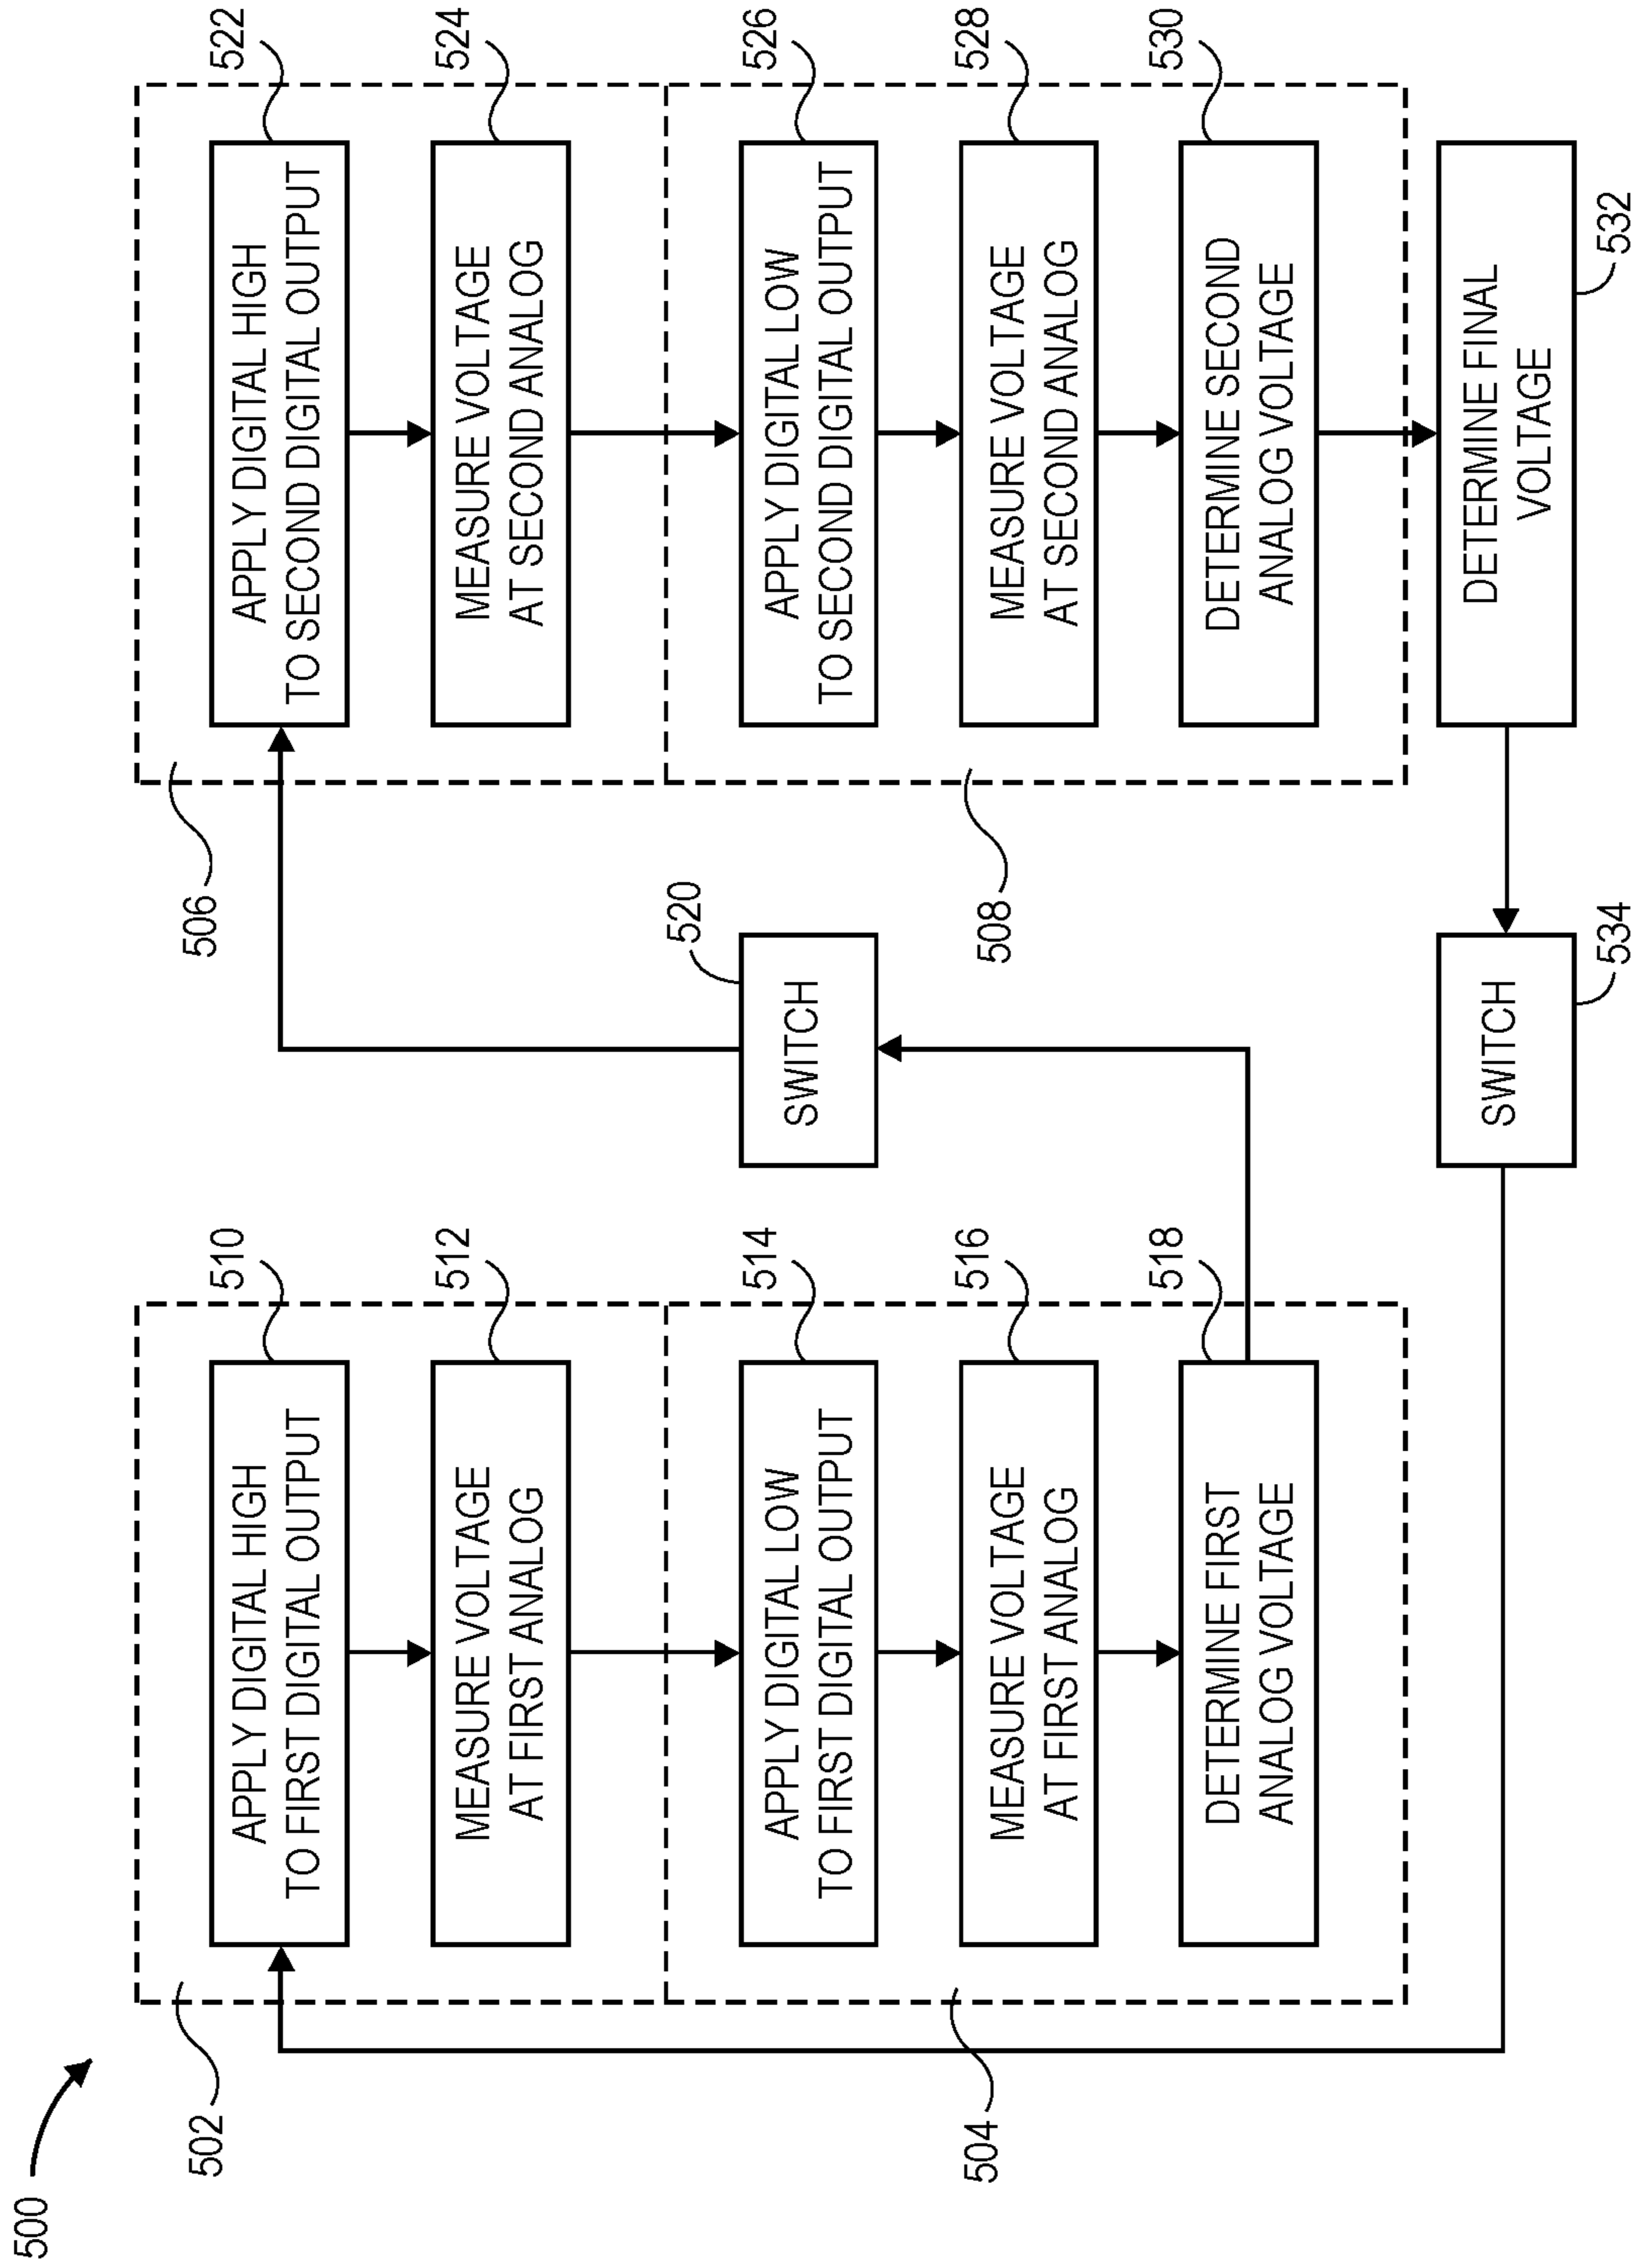 500
502
510
APPLY DIGITAL HIGH
TO FIRST DIGITAL OUTPUT
512
MEASURE VOLTAGE
AT FIRST ANALOG
504
514
APPLY DIGITAL LOW
TO FIRST DIGITAL OUTPUT
516
MEASURE VOLTAGE
AT FIRST ANALOG
518
DETERMINE FIRST
ANALOG VOLTAGE
520
SWITCH
506
522
APPLY DIGITAL HIGH
TO SECOND DIGITAL OUTPUT
524
MEASURE VOLTAGE
AT SECOND ANALOG
508
526
APPLY DIGITAL LOW
TO SECOND DIGITAL OUTPUT
528
MEASURE VOLTAGE
AT SECOND ANALOG
530
DETERMINE SECOND
ANALOG VOLTAGE
DETERMINE FINAL
VOLTAGE
532
SWITCH
534